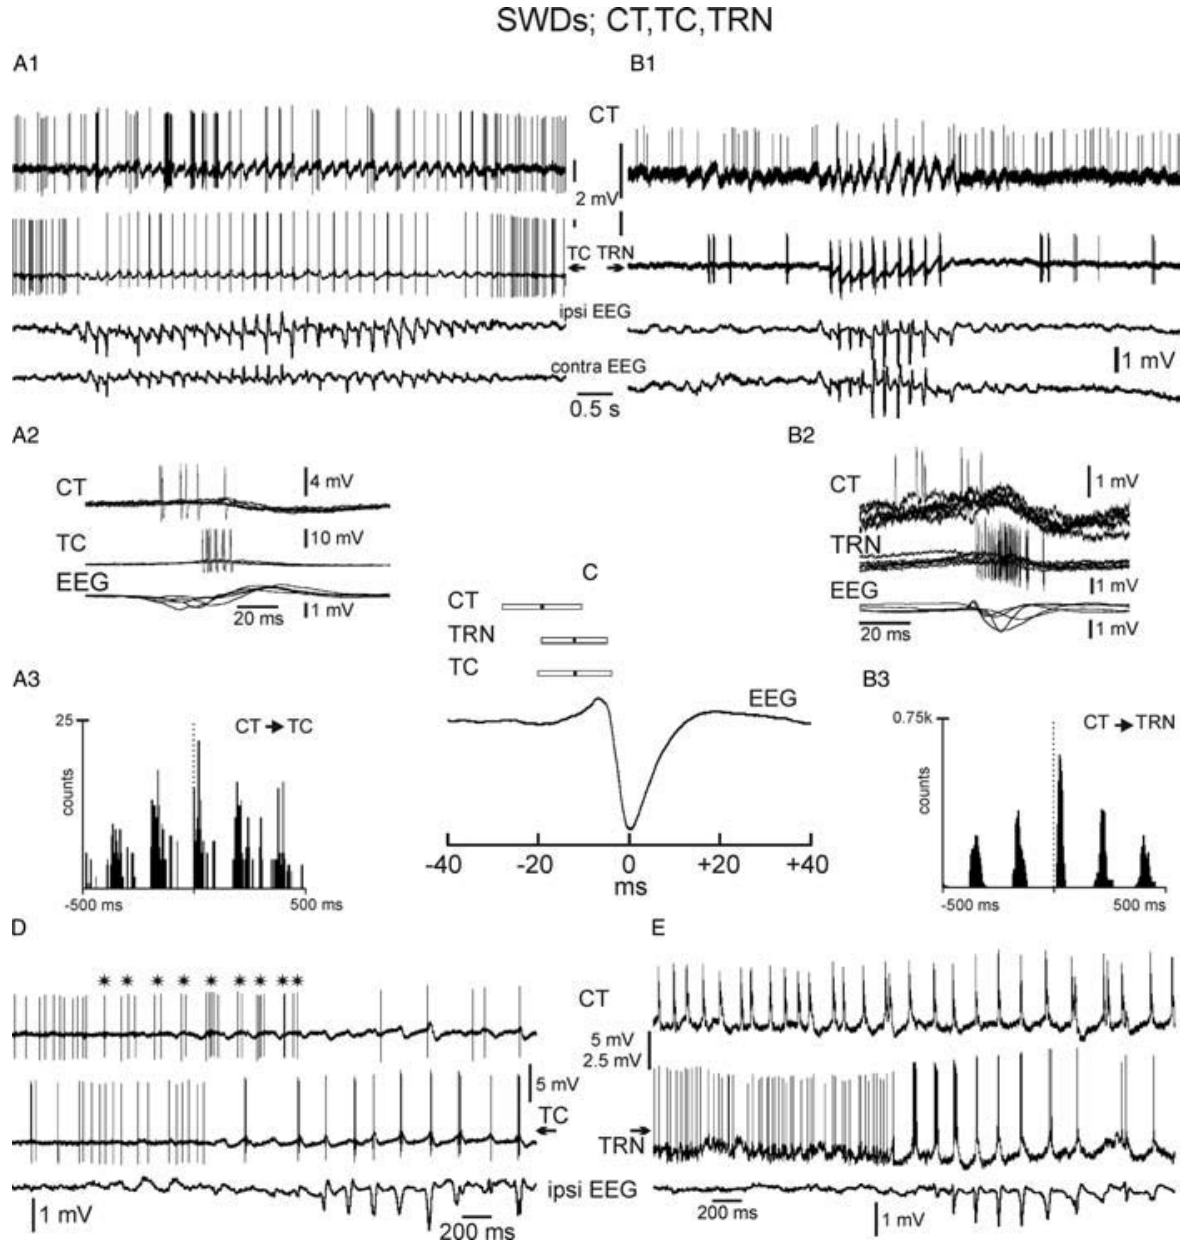 SWDs; CT,TC,TRN
A1
B1
CT
2 mV
TC TRN
ipsi EEG
contra EEG
0.5 s
1 mV
A2
CT
4 mV
TC
10 mV
EEG
20 ms
1 mV
B2
CT
1 mV
TRN
1 mV
EEG
20 ms
1 mV
C
CT
TRN
TC
EEG
-40
-20
0
+20
+40
ms
A3
25
CT → TC
counts
-500 ms
500 ms
B3
0.75k
CT → TRN
counts
-500 ms
500 ms
D
5 mV
TC
ipsi EEG
1 mV
200 ms
E
CT
5 mV
2.5 mV
TRN
200 ms
1 mV